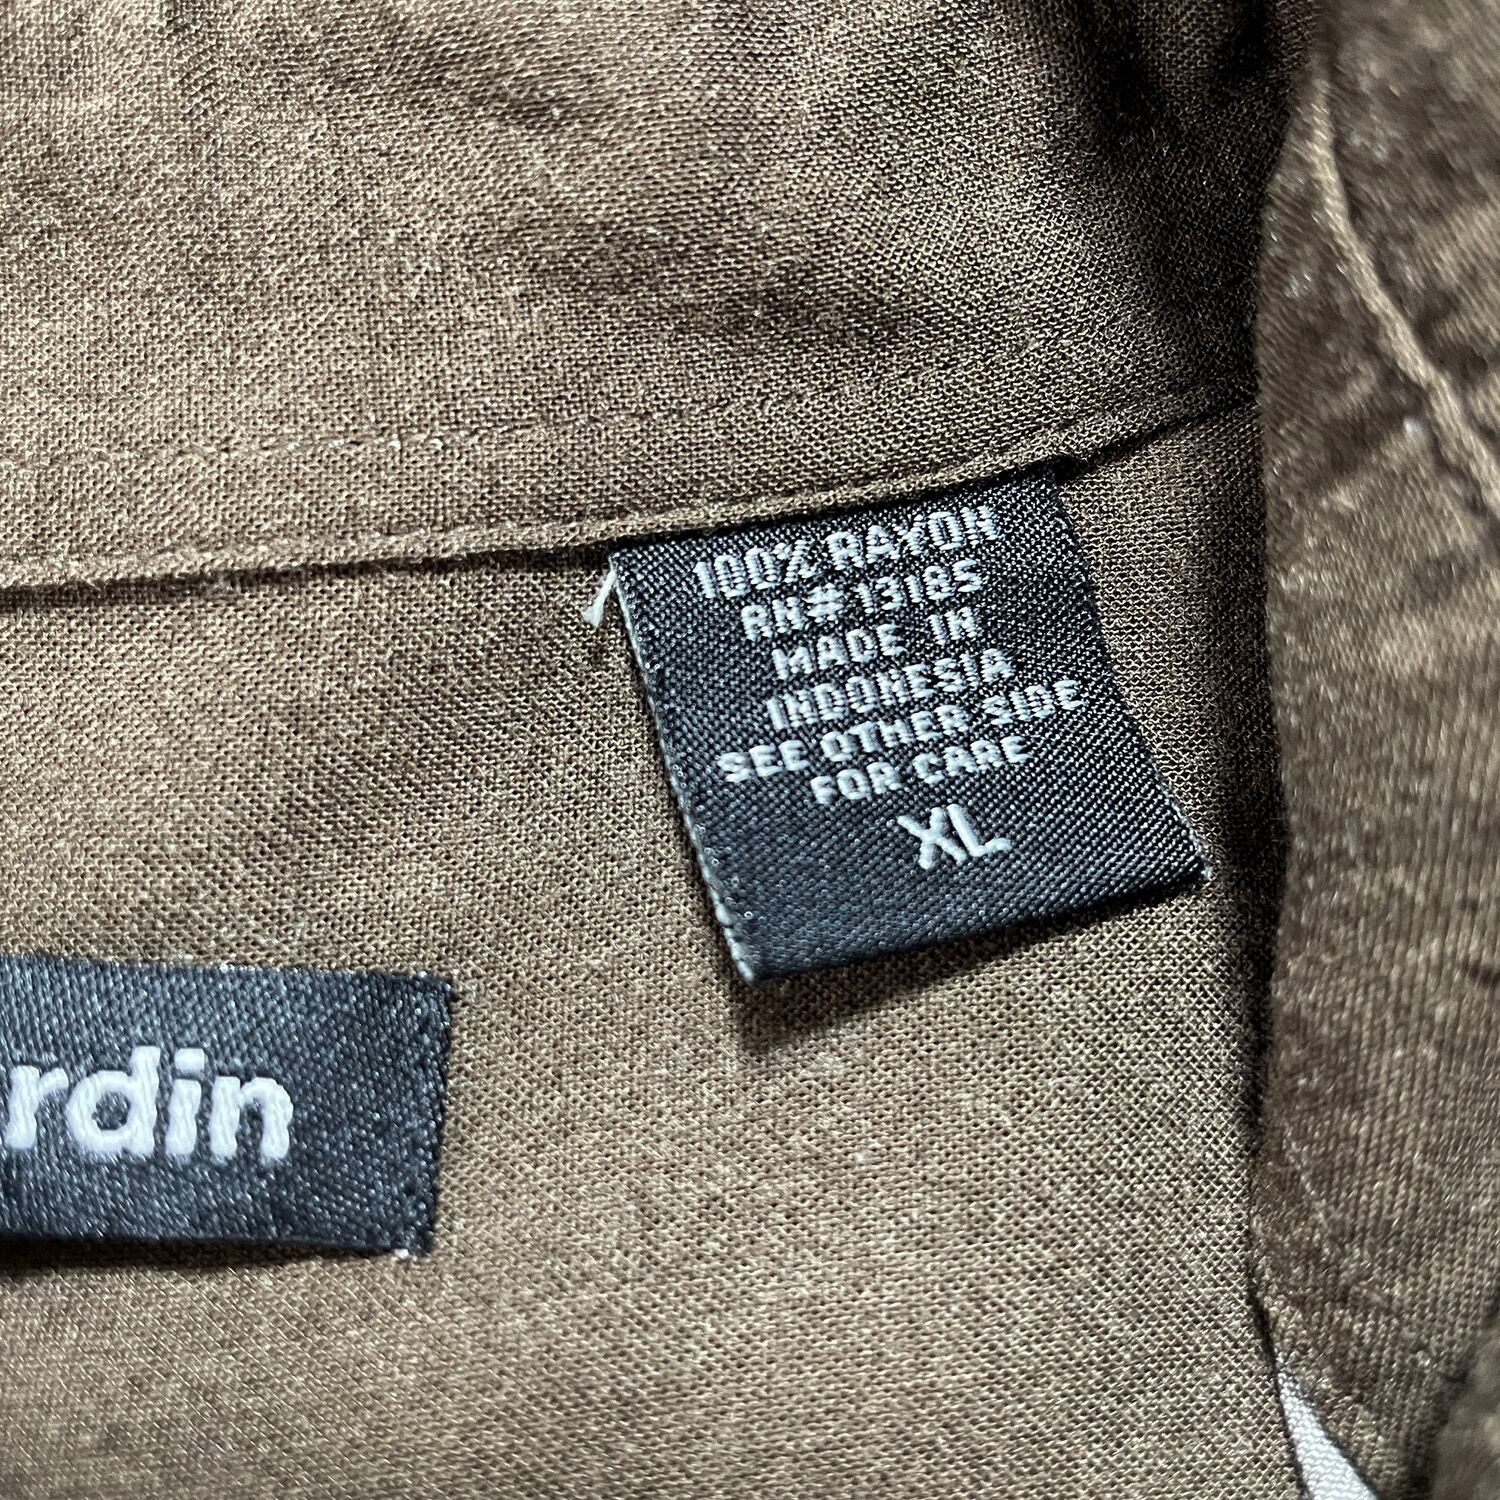 100% RAYON
RN# 13185
MADE IN
INDONESIA
SEE OTHER SIDE
FOR CARE
XL
rdin